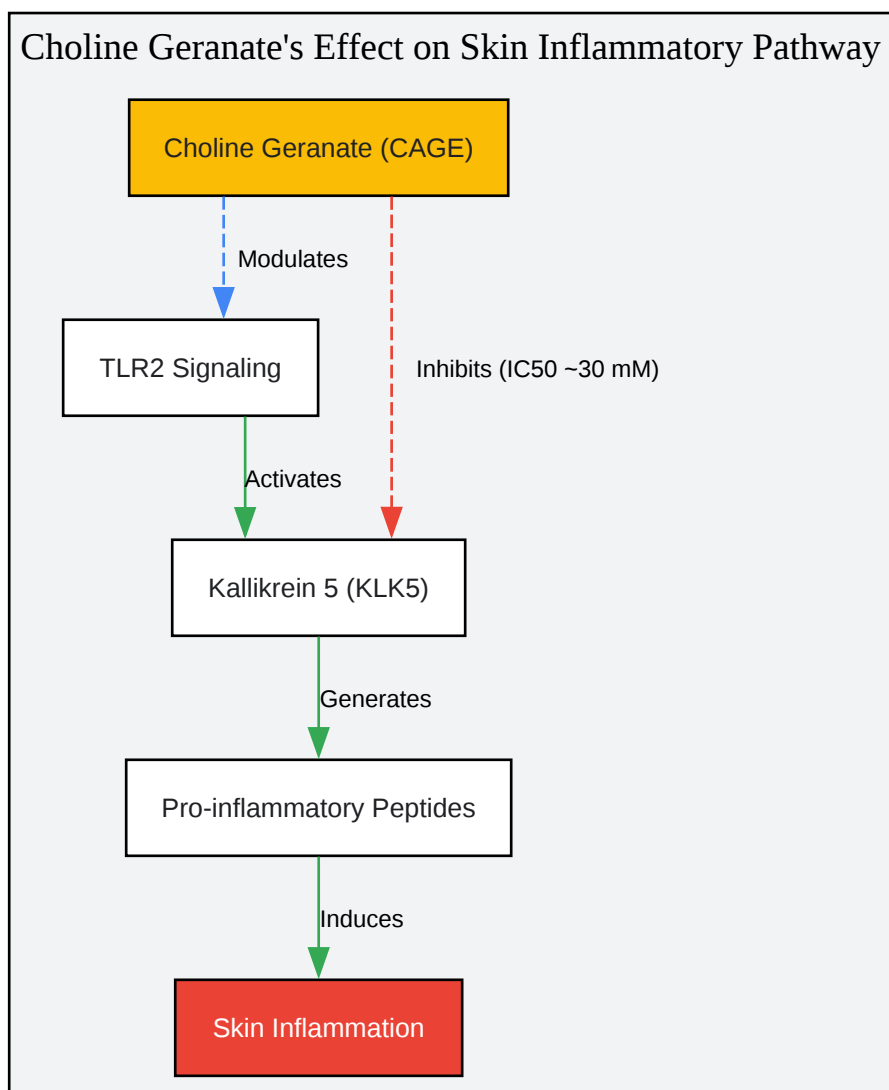 Choline Geranate's Effect on Skin Inflammatory Pathway
Choline Geranate (CAGE)
Modulates
TLR2 Signaling
Inhibits (IC50 ~30 mM)
Activates
Kallikrein 5 (KLK5)
Generates
Pro-inflammatory Peptides
Induces
Skin Inflammation